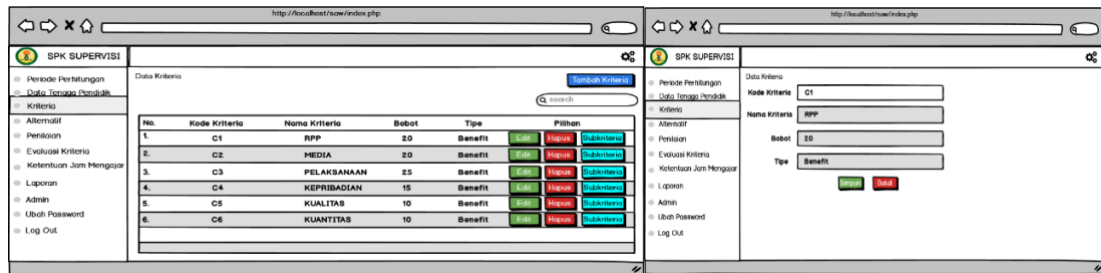 http://localhost/saw/index.php
SPK SUPERVISI
Periode Perhitungan
Data Tenaga Pendidik
Kriteria
Alternatif
Penilaian
Evaluasi Kriteria
Ketentuan Jam Mengajar
Laporan
Admin
Ubah Password
Log Out
Data Kriteria
Tambah Kriteria
search
No. Kode Kriteria Nama Kriteria Bobot Tipe Pilihan
1. C1 RPP 20 Benefit Edit Hapus Subkriteria
2. C2 MEDIA 20 Benefit Edit Hapus Subkriteria
3. C3 PELAKSANAAN 25 Benefit Edit Hapus Subkriteria
4. C4 KEPRIBADIAN 15 Benefit Edit Hapus Subkriteria
5. C5 KUALITAS 10 Benefit Edit Hapus Subkriteria
6. C6 KUANTITAS 10 Benefit Edit Hapus Subkriteria
http://localhost/saw/index.php
SPK SUPERVISI
Periode Perhitungan
Data Tenaga Pendidik
Kriteria
Alternatif
Penilaian
Evaluasi Kriteria
Ketentuan Jam Mengajar
Laporan
Admin
Ubah Password
Log Out
Data Kriteria
Kode Kriteria C1
Nama Kriteria RPP
Bobot 20
Tipe Benefit
Simpan Batal